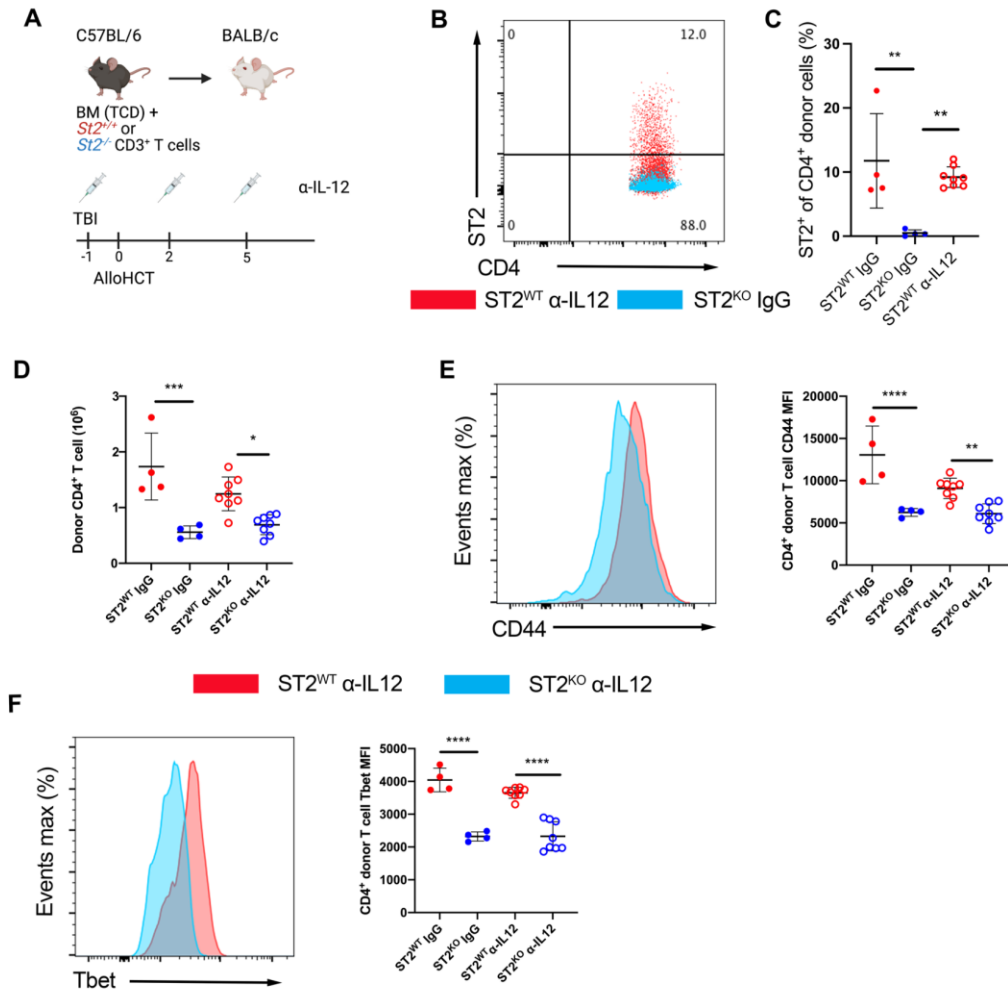 A
C57BL/6
BALB/c
BM (TCD) +
St2+/+ or
St2-/- CD3+ T cells
α-IL-12
TBI
-1 0 2 5
AlloHCT
B
0 12.0
0 88.0
ST2
CD4
ST2WT α-IL12 ST2KO IgG
C
ST2+ of CD4+ donor cells (%)
30
20
10
0
**
**
ST2WT IgG
ST2KO IgG
ST2WT α-IL12
D
Donor CD4+ T cell (10⁶)
3
2
1
0
***
*
ST2WT IgG
ST2KO IgG
ST2WT α-IL12
ST2KO α-IL12
E
Events max (%)
CD44
CD4+ donor T cell CD44 MFI
20000
15000
10000
5000
0
****
**
ST2WT IgG
ST2KO IgG
ST2WT α-IL12
ST2KO α-IL12
ST2WT α-IL12 ST2KO α-IL12
F
Events max (%)
Tbet
CD4+ donor T cell Tbet MFI
5000
4000
3000
2000
1000
0
****
****
ST2WT IgG
ST2KO IgG
ST2WT α-IL12
ST2KO α-IL12